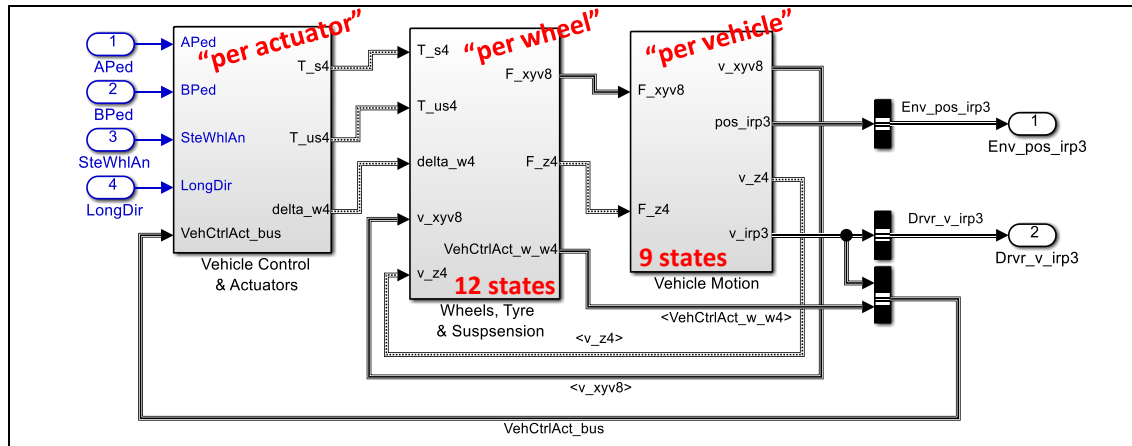 "per actuator"
"per wheel"
"per vehicle"
1
APed
2
BPed
3
SteWhlAn
4
LongDir
APed
BPed
SteWhlAn
LongDir
VehCtrlAct_bus
T_s4
T_us4
delta_w4
Vehicle Control
& Actuators
T_s4
T_us4
delta_w4
v_xyv8
v_z4
F_xyv8
F_z4
VehCtrlAct_w_w4
12 states
Wheels, Tyre
& Suspsension
F_xyv8
F_z4
v_xyv8
pos_irp3
v_z4
v_irp3
9 states
Vehicle Motion
Env_pos_irp3
1
Env_pos_irp3
Drvr_v_irp3
2
Drvr_v_irp3
<VehCtrlAct_w_w4>
<v_z4>
<v_xyv8>
VehCtrlAct_bus